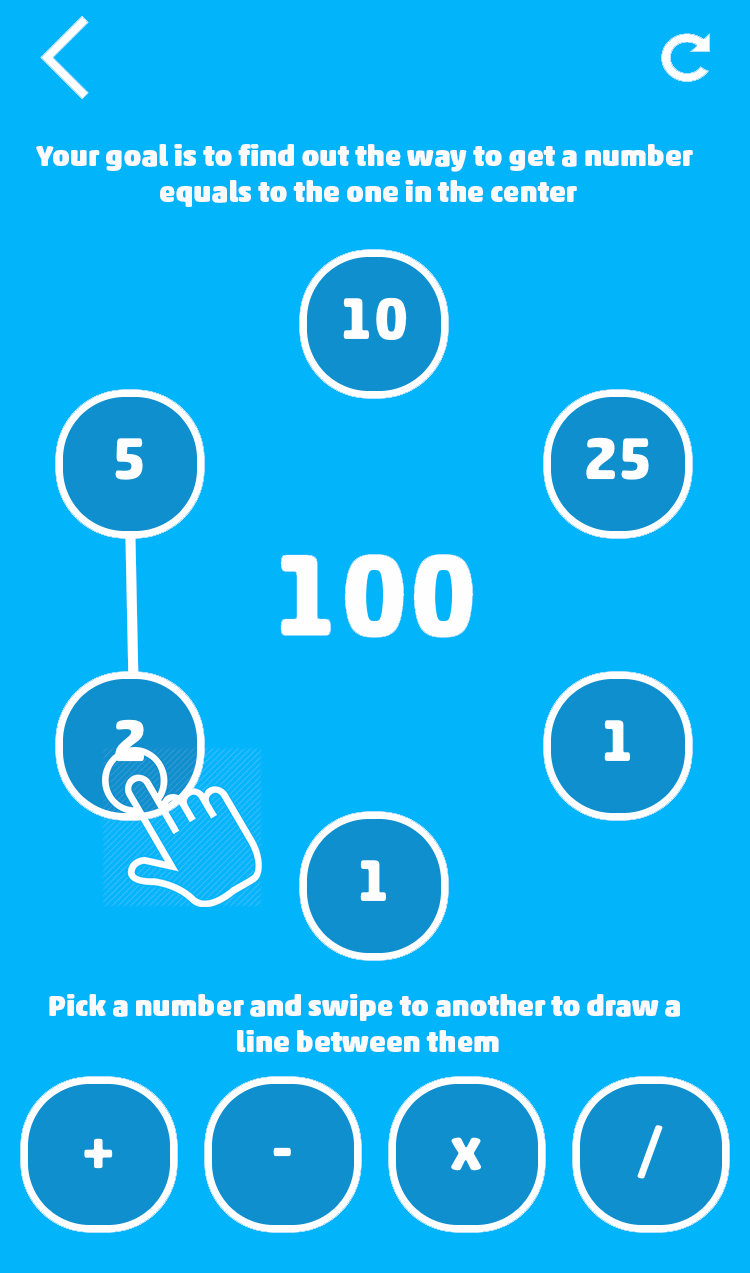 Your goal is to find out the way to get a number
equals to the one in the center
10
5
25
100
2
1
1
Pick a number and swipe to another to draw a
line between them
+ - x /